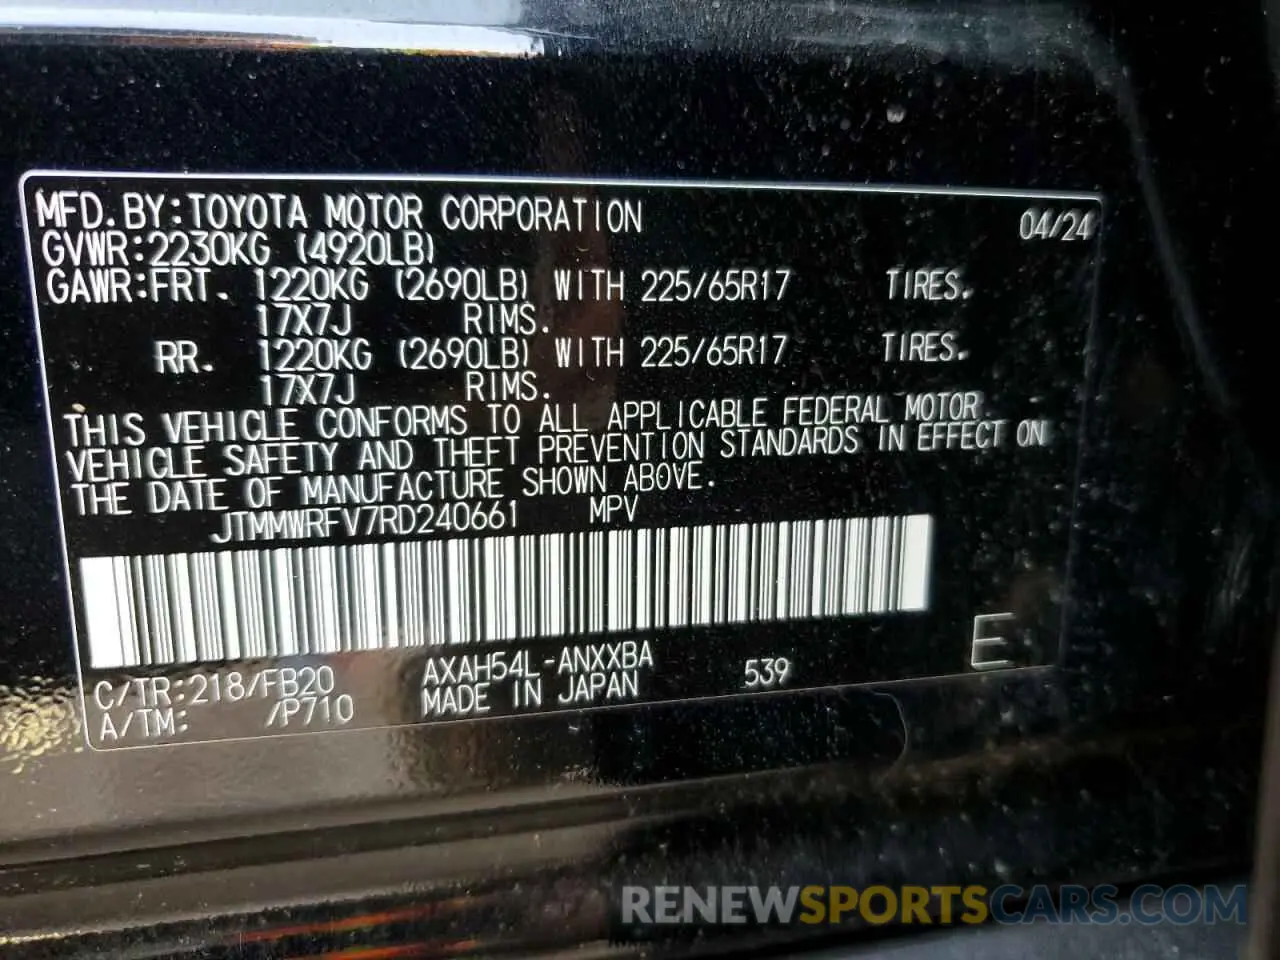 MFD.BY:TOYOTA MOTOR CORPORATION 04/24
GVWR:2230KG (4920LB)
GAWR:FRT. 1220KG (2690LB) WITH 225/65R17 TIRES.
17X7J RIMS.
RR. 1220KG (2690LB) WITH 225/65R17 TIRES.
17X7J RIMS.
THIS VEHICLE CONFORMS TO ALL APPLICABLE FEDERAL MOTOR
VEHICLE SAFETY AND THEFT PREVENTION STANDARDS IN EFFECT ON
THE DATE OF MANUFACTURE SHOWN ABOVE.
JTMMWRFV7RD240661 MPV
E
C/TR:218/FB20 AXAH54L-ANXXBA 539
A/TM: /P710 MADE IN JAPAN
RENEWSPORTSCARS.COM